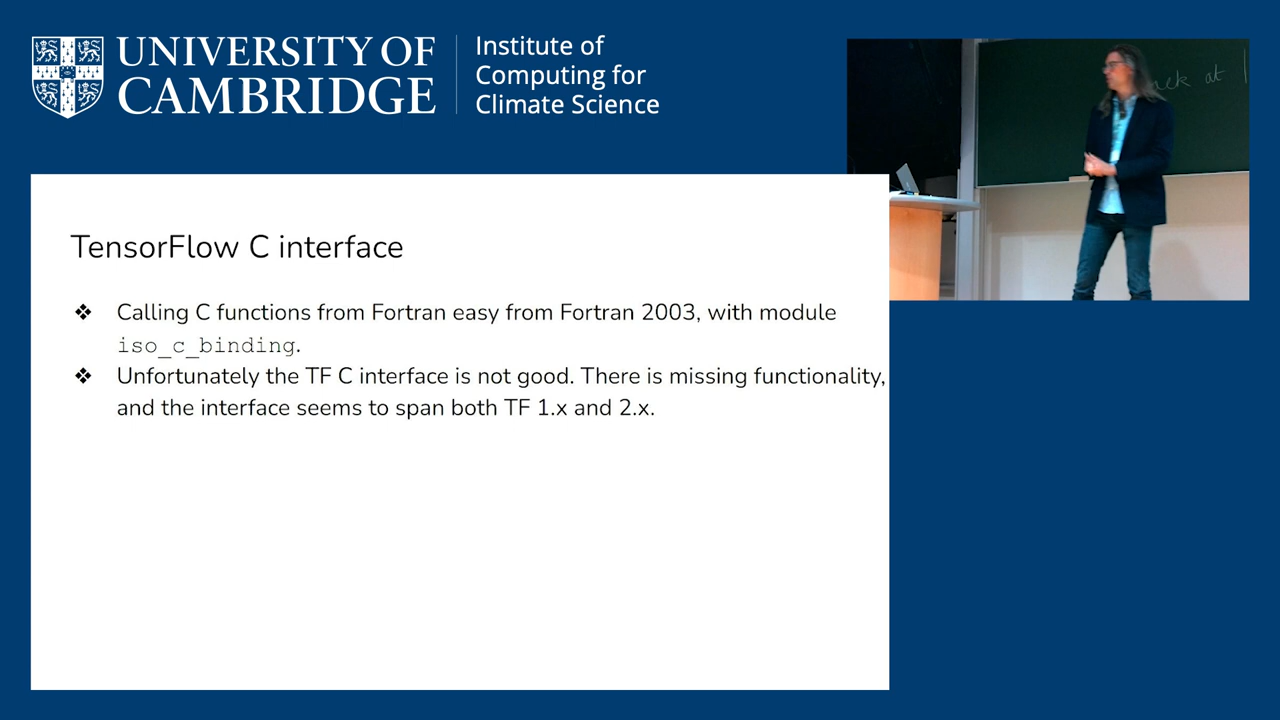 UNIVERSITY OF
CAMBRIDGE
Institute of
Computing for
Climate Science
at
TensorFlow C interface
❖ Calling C functions from Fortran easy from Fortran 2003, with module
iso_c_binding.
❖ Unfortunately the TF C interface is not good. There is missing functionality,
and the interface seems to span both TF 1.x and 2.x.